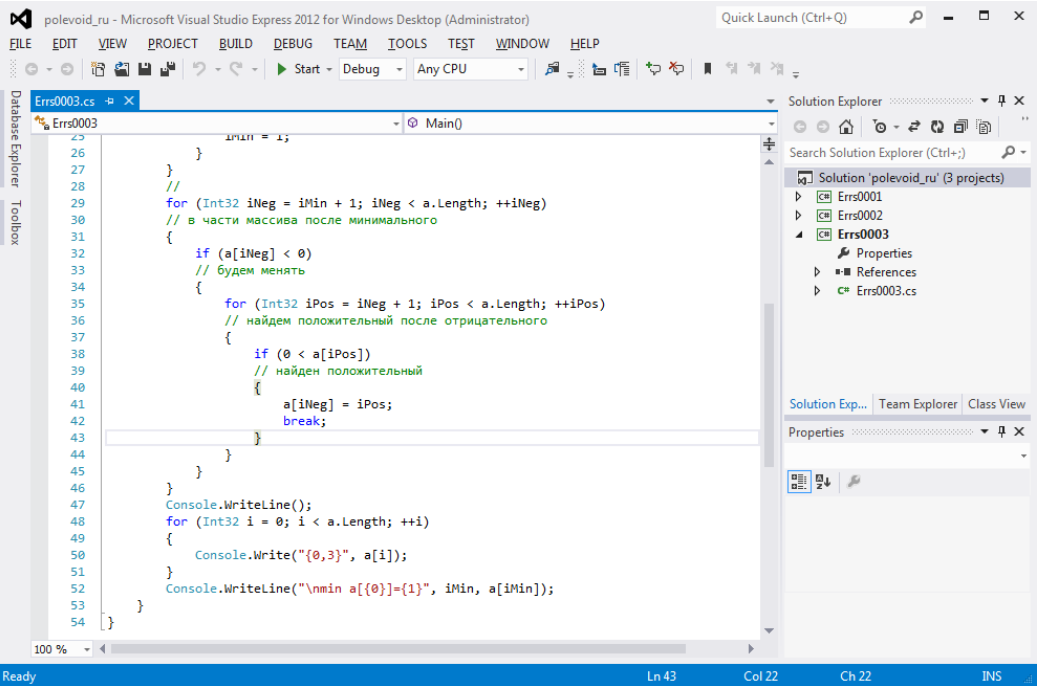 polevoid_ru - Microsoft Visual Studio Express 2012 for Windows Desktop (Administrator)
Quick Launch (Ctrl+Q)
FILE EDIT VIEW PROJECT BUILD DEBUG TEAM TOOLS TEST WINDOW HELP
Start Debug Any CPU
Database Explorer
Toolbox
Errs0003.cs
Errs0003 Main()
25 iMin = i;
26 }
27 }
28 //
29 for (Int32 iNeg = iMin + 1; iNeg < a.Length; ++iNeg)
30 // в части массива после минимального
31 {
32 if (a[iNeg] < 0)
33 // будем менять
34 {
35 for (Int32 iPos = iNeg + 1; iPos < a.Length; ++iPos)
36 // найдем положительный после отрицательного
37 {
38 if (0 < a[iPos])
39 // найден положительный
40 {
41 a[iNeg] = iPos;
42 break;
43 }
44 }
45 }
46 }
47 Console.WriteLine();
48 for (Int32 i = 0; i < a.Length; ++i)
49 {
50 Console.Write("{0,3}", a[i]);
51 }
52 Console.WriteLine("\nmin a[{0}]={1}", iMin, a[iMin]);
53 }
54 }
100 %
Solution Explorer
Search Solution Explorer (Ctrl+;)
Solution 'polevoid_ru' (3 projects)
C# Errs0001
C# Errs0002
C# Errs0003
Properties
References
C# Errs0003.cs
Solution Exp... Team Explorer Class View
Properties
Ready Ln 43 Col 22 Ch 22 INS